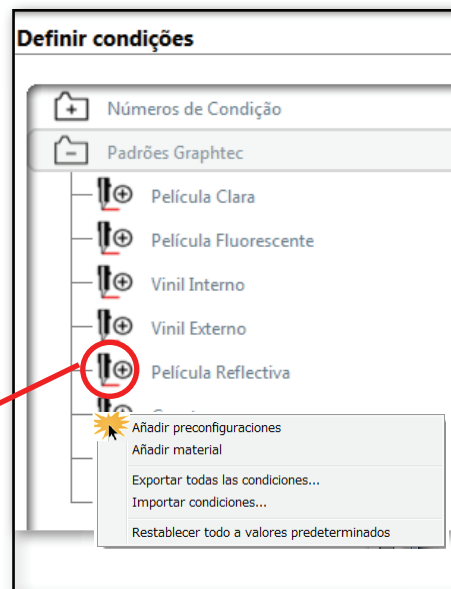 Definir condições
Números de Condição
Padrões Graphtec
Película Clara
Película Fluorescente
Vinil Interno
Vinil Externo
Película Reflectiva
Añadir preconfiguraciones
Añadir material
Exportar todas las condiciones...
Importar condiciones...
Restablecer todo a valores predeterminados